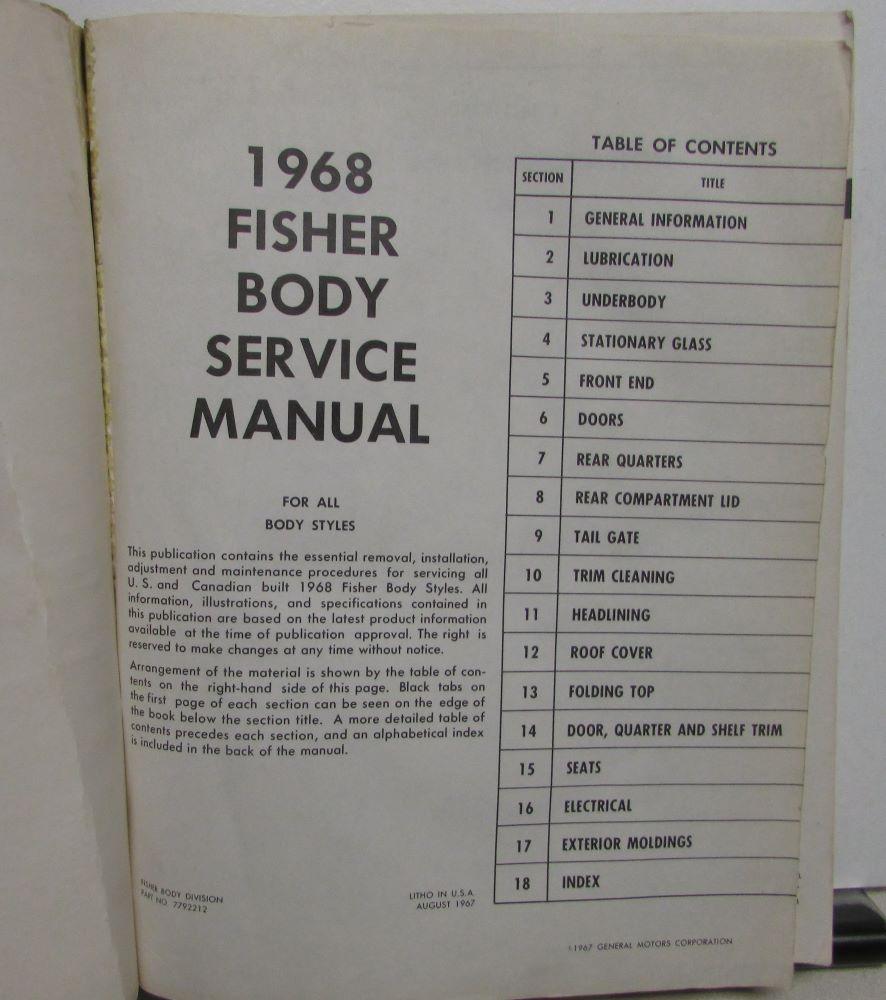 1968
FISHER
BODY
SERVICE
MANUAL
FOR ALL
BODY STYLES
This publication contains the essential removal, installation,
adjustment and maintenance procedures for servicing all
U. S. and Canadian built 1968 Fisher Body Styles. All
information, illustrations, and specifications contained in
this publication are based on the latest product information
available at the time of publication approval. The right is
reserved to make changes at any time without notice.
Arrangement of the material is shown by the table of con-
tents on the right-hand side of this page. Black tabs on
the first page of each section can be seen on the edge of
the book below the section title. A more detailed table of
contents precedes each section, and an alphabetical index
is included in the back of the manual.
FISHER BODY DIVISION
PART NO. 7792212
LITHO IN U.S.A.
AUGUST 1967
TABLE OF CONTENTS
SECTION TITLE
1 GENERAL INFORMATION
2 LUBRICATION
3 UNDERBODY
4 STATIONARY GLASS
5 FRONT END
6 DOORS
7 REAR QUARTERS
8 REAR COMPARTMENT LID
9 TAIL GATE
10 TRIM CLEANING
11 HEADLINING
12 ROOF COVER
13 FOLDING TOP
14 DOOR, QUARTER AND SHELF TRIM
15 SEATS
16 ELECTRICAL
17 EXTERIOR MOLDINGS
18 INDEX
©1967 GENERAL MOTORS CORPORATION